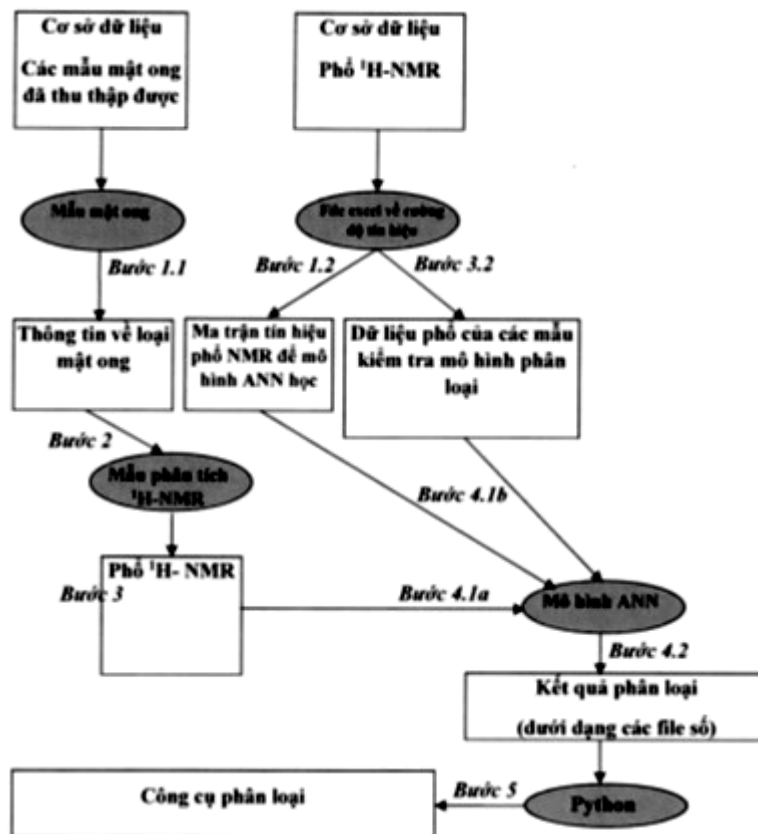 Cơ sở dữ liệu
Các mẫu mật ong
đã thu thập được
Cơ sở dữ liệu
Phổ ¹H-NMR
Mẫu mật ong
File excel về cường
độ tín hiệu
Bước 1.1
Bước 1.2
Bước 3.2
Thông tin về loại
mật ong
Ma trận tín hiệu
phổ NMR để mô
hình ANN học
Dữ liệu phổ của các mẫu
kiểm tra mô hình phân
loại
Bước 2
Mẫu phân tích
¹H-NMR
Bước 4.1b
Phổ ¹H- NMR
Bước 3
Bước 4.1a
Mô hình ANN
Bước 4.2
Kết quả phân loại
(dưới dạng các file số)
Công cụ phân loại
Bước 5
Python